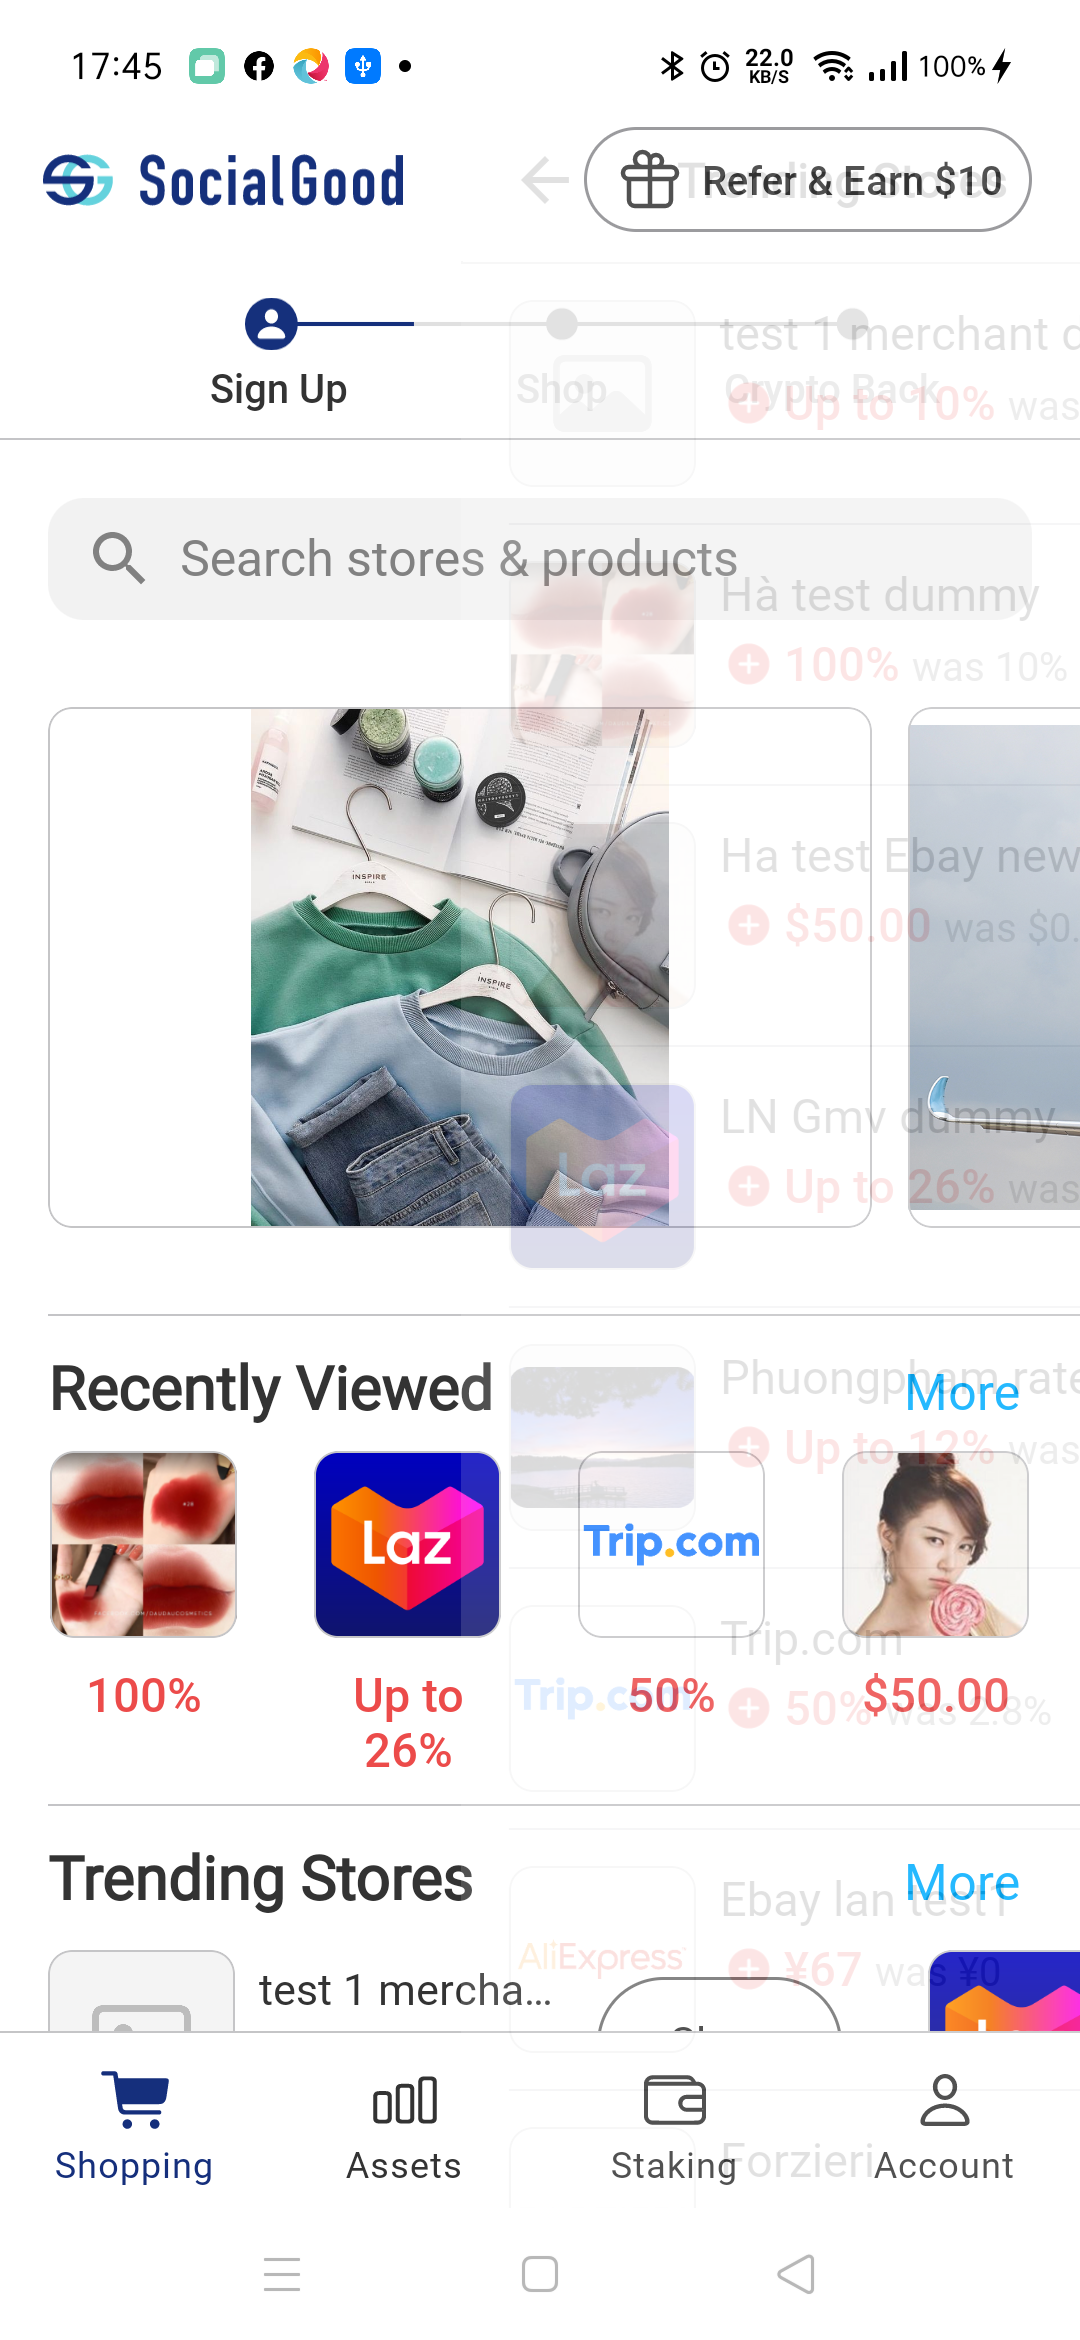 17:45
22.0
KB/S
100%
SocialGood
Refer & Earn $10
Trending Stores
Sign Up
Shop
Crypto Back
test 1 merchant
Up to 10% was
Search stores & products
Hà test dummy
100% was 10%
INSPIRE
INSPIRE
Ha test Ebay new
$50.00 was $0.
LN Gmv dummy
Up to 26% was
Laz
Recently Viewed
More
Phuongpham rate
Up to 12% was
Laz
Trip.com
Trip.com
Trip.com
50% was 2.8%
100%
Up to 26%
50%
$50.00
Trending Stores
More
Ebay lan test1
AliExpress
¥67 was ¥0
test 1 mercha...
Shopping
Assets
Staking
Account
Forzieri